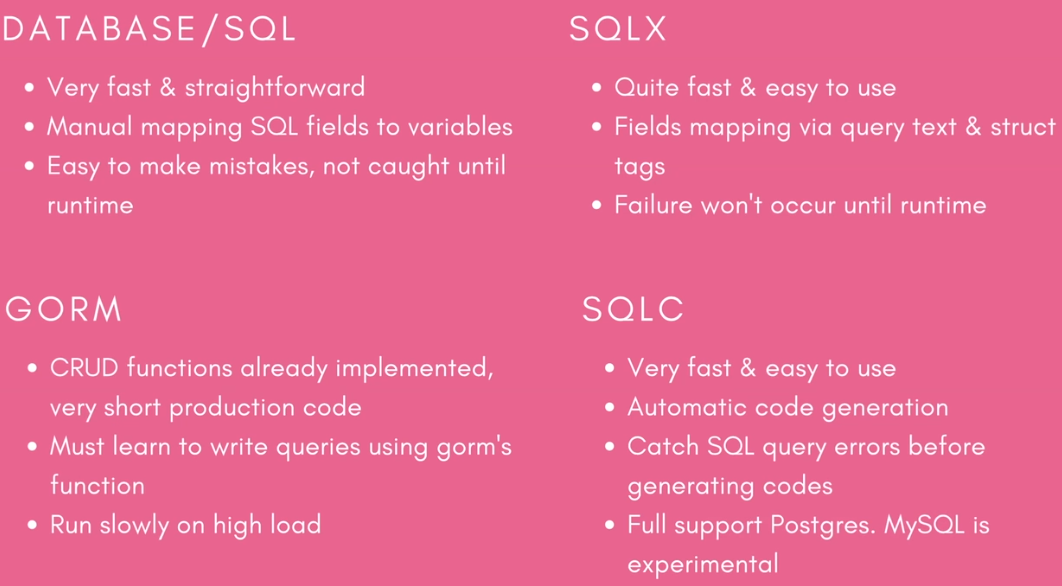 DATABASE/SQL
• Very fast & straightforward
• Manual mapping SQL fields to variables
• Easy to make mistakes, not caught until
runtime
SQLX
• Quite fast & easy to use
• Fields mapping via query text & struct
tags
• Failure won't occur until runtime
GORM
• CRUD functions already implemented,
very short production code
• Must learn to write queries using gorm's
function
• Run slowly on high load
SQLC
• Very fast & easy to use
• Automatic code generation
• Catch SQL query errors before
generating codes
• Full support Postgres. MySQL is
experimental